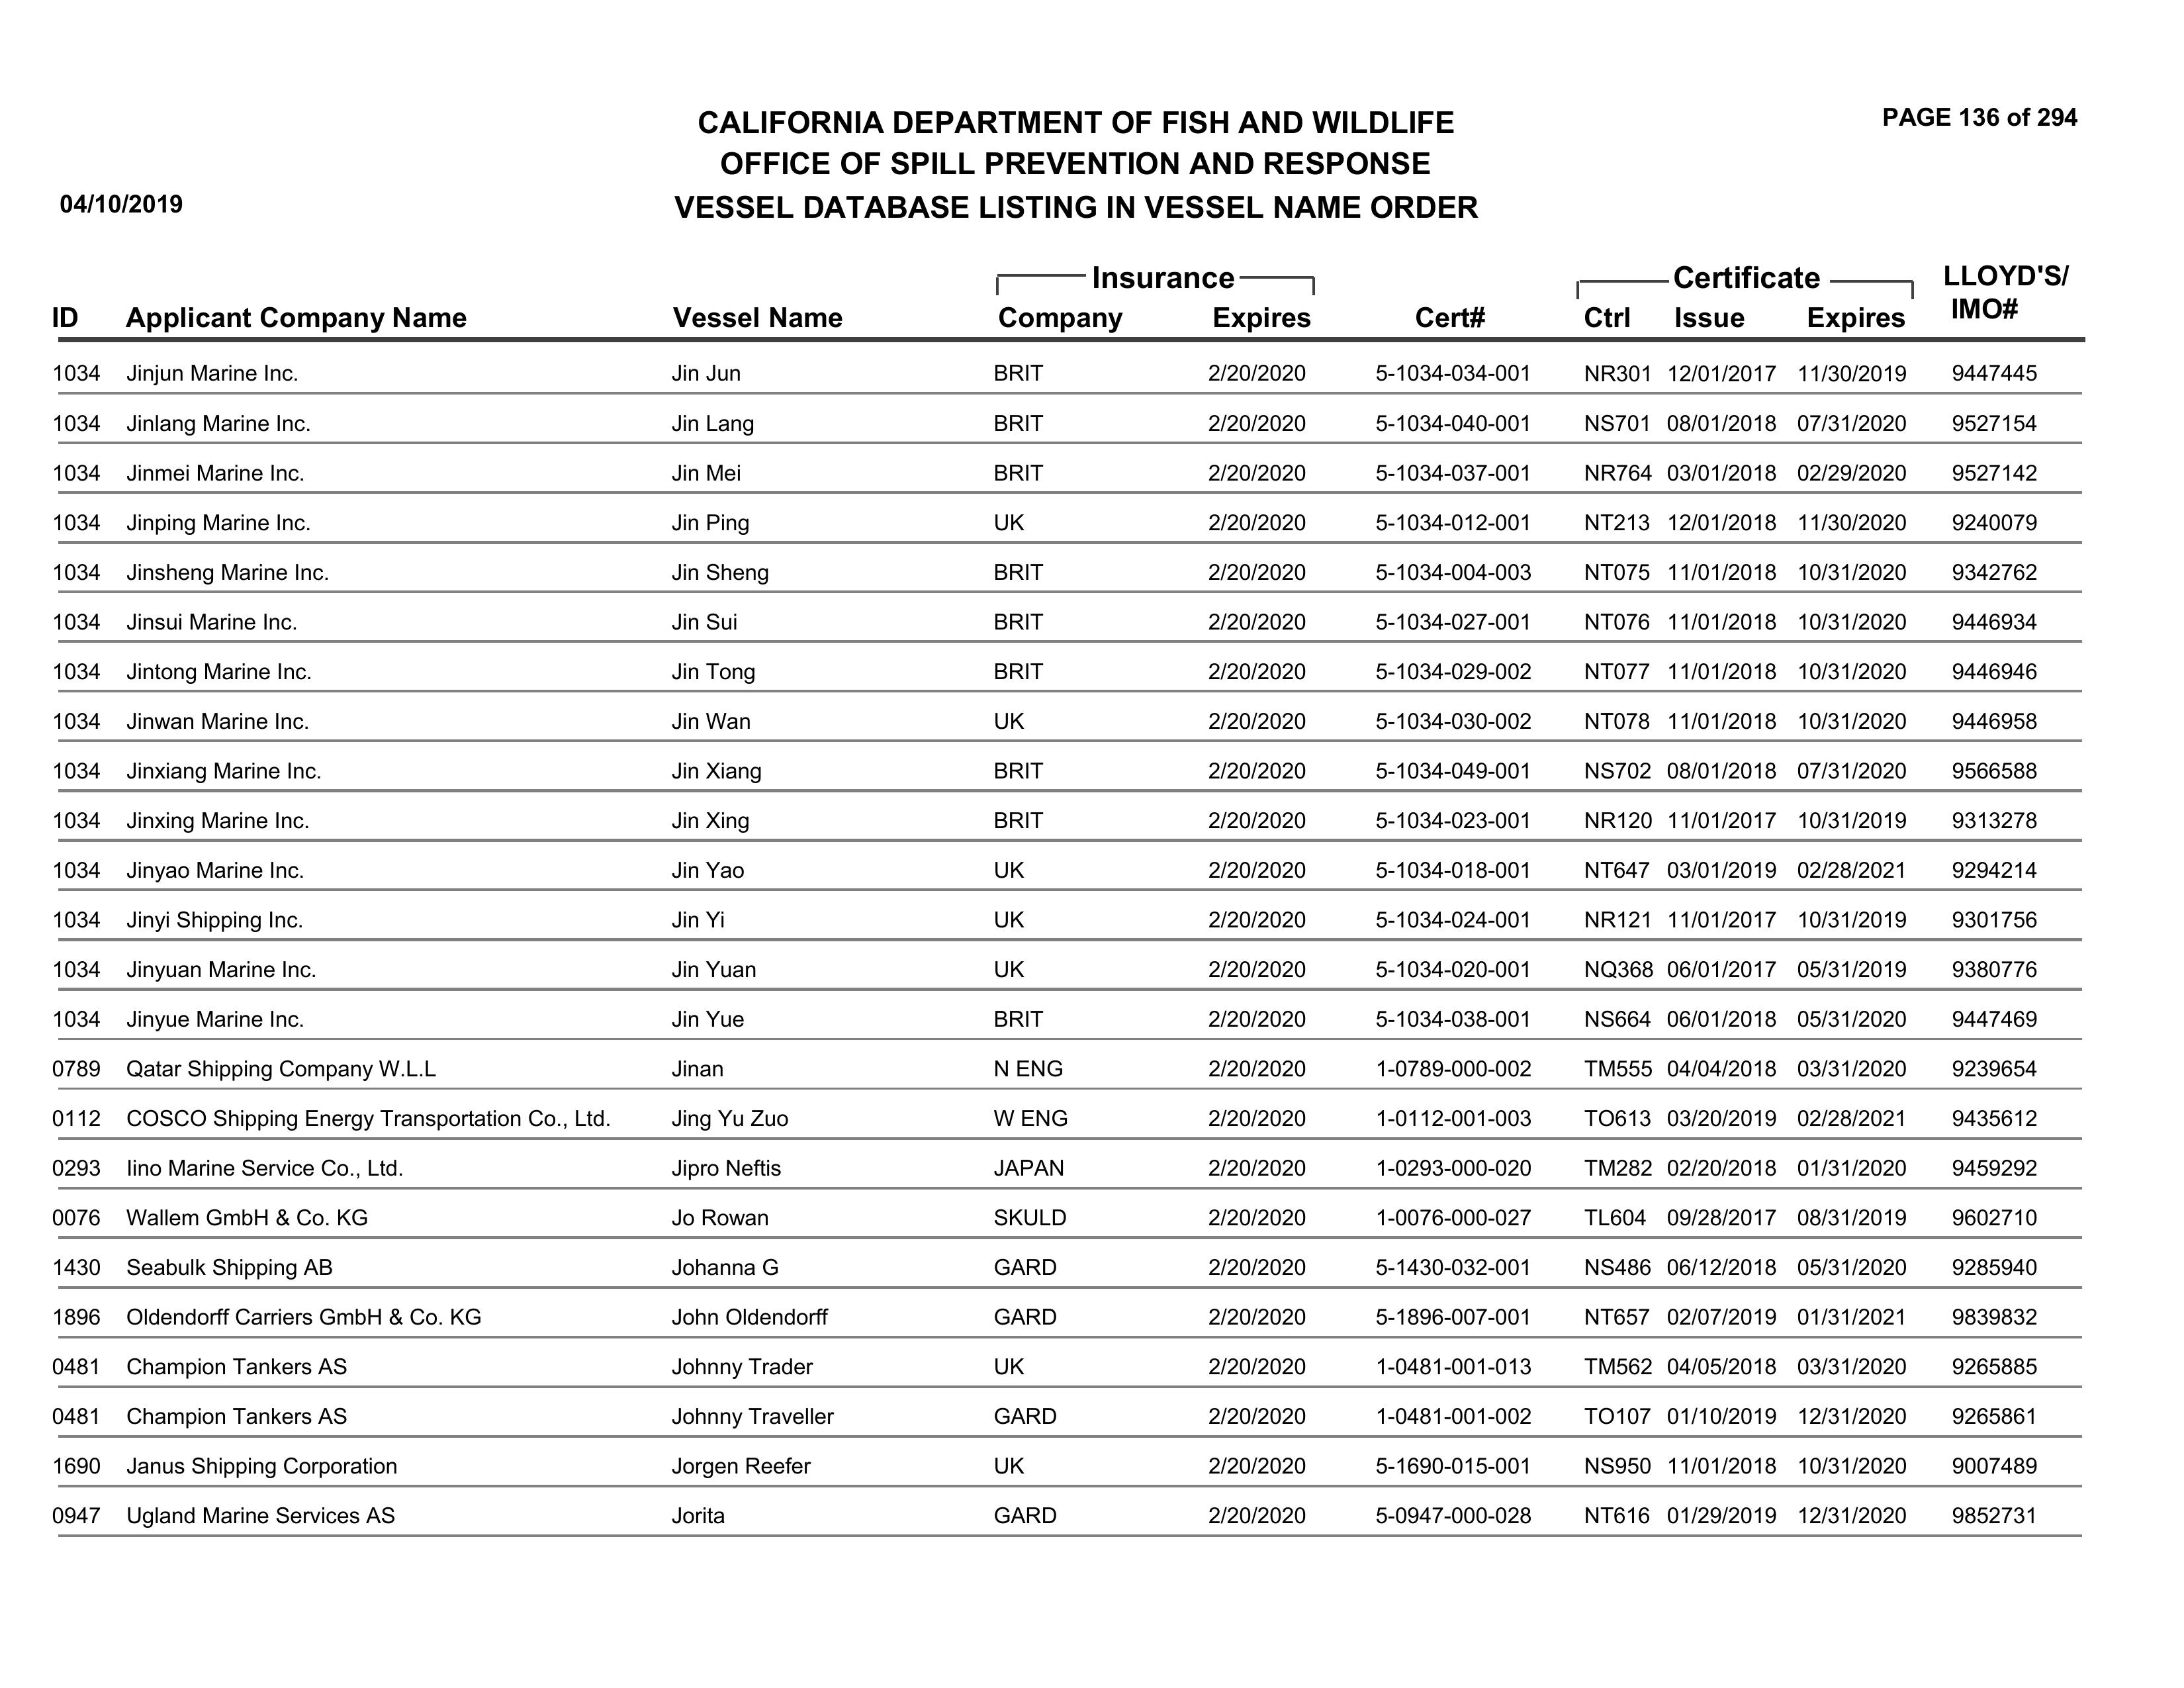 PAGE 136 of 294
CALIFORNIA DEPARTMENT OF FISH AND WILDLIFE
OFFICE OF SPILL PREVENTION AND RESPONSE
04/10/2019 VESSEL DATABASE LISTING IN VESSEL NAME ORDER
Insurance Certificate LLOYD'S/
ID Applicant Company Name Vessel Name Company Expires Cert# Ctrl Issue Expires IMO#
1034 Jinjun Marine Inc. Jin Jun BRIT 2/20/2020 5-1034-034-001 NR301 12/01/2017 11/30/2019 9447445
1034 Jinlang Marine Inc. Jin Lang BRIT 2/20/2020 5-1034-040-001 NS701 08/01/2018 07/31/2020 9527154
1034 Jinmei Marine Inc. Jin Mei BRIT 2/20/2020 5-1034-037-001 NR764 03/01/2018 02/29/2020 9527142
1034 Jinping Marine Inc. Jin Ping UK 2/20/2020 5-1034-012-001 NT213 12/01/2018 11/30/2020 9240079
1034 Jinsheng Marine Inc. Jin Sheng BRIT 2/20/2020 5-1034-004-003 NT075 11/01/2018 10/31/2020 9342762
1034 Jinsui Marine Inc. Jin Sui BRIT 2/20/2020 5-1034-027-001 NT076 11/01/2018 10/31/2020 9446934
1034 Jintong Marine Inc. Jin Tong BRIT 2/20/2020 5-1034-029-002 NT077 11/01/2018 10/31/2020 9446946
1034 Jinwan Marine Inc. Jin Wan UK 2/20/2020 5-1034-030-002 NT078 11/01/2018 10/31/2020 9446958
1034 Jinxiang Marine Inc. Jin Xiang BRIT 2/20/2020 5-1034-049-001 NS702 08/01/2018 07/31/2020 9566588
1034 Jinxing Marine Inc. Jin Xing BRIT 2/20/2020 5-1034-023-001 NR120 11/01/2017 10/31/2019 9313278
1034 Jinyao Marine Inc. Jin Yao UK 2/20/2020 5-1034-018-001 NT647 03/01/2019 02/28/2021 9294214
1034 Jinyi Shipping Inc. Jin Yi UK 2/20/2020 5-1034-024-001 NR121 11/01/2017 10/31/2019 9301756
1034 Jinyuan Marine Inc. Jin Yuan UK 2/20/2020 5-1034-020-001 NQ368 06/01/2017 05/31/2019 9380776
1034 Jinyue Marine Inc. Jin Yue BRIT 2/20/2020 5-1034-038-001 NS664 06/01/2018 05/31/2020 9447469
0789 Qatar Shipping Company W.L.L Jinan N ENG 2/20/2020 1-0789-000-002 TM555 04/04/2018 03/31/2020 9239654
0112 COSCO Shipping Energy Transportation Co., Ltd. Jing Yu Zuo W ENG 2/20/2020 1-0112-001-003 TO613 03/20/2019 02/28/2021 9435612
0293 Iino Marine Service Co., Ltd. Jipro Neftis JAPAN 2/20/2020 1-0293-000-020 TM282 02/20/2018 01/31/2020 9459292
0076 Wallem GmbH & Co. KG Jo Rowan SKULD 2/20/2020 1-0076-000-027 TL604 09/28/2017 08/31/2019 9602710
1430 Seabulk Shipping AB Johanna G GARD 2/20/2020 5-1430-032-001 NS486 06/12/2018 05/31/2020 9285940
1896 Oldendorff Carriers GmbH & Co. KG John Oldendorff GARD 2/20/2020 5-1896-007-001 NT657 02/07/2019 01/31/2021 9839832
0481 Champion Tankers AS Johnny Trader UK 2/20/2020 1-0481-001-013 TM562 04/05/2018 03/31/2020 9265885
0481 Champion Tankers AS Johnny Traveller GARD 2/20/2020 1-0481-001-002 TO107 01/10/2019 12/31/2020 9265861
1690 Janus Shipping Corporation Jorgen Reefer UK 2/20/2020 5-1690-015-001 NS950 11/01/2018 10/31/2020 9007489
0947 Ugland Marine Services AS Jorita GARD 2/20/2020 5-0947-000-028 NT616 01/29/2019 12/31/2020 9852731